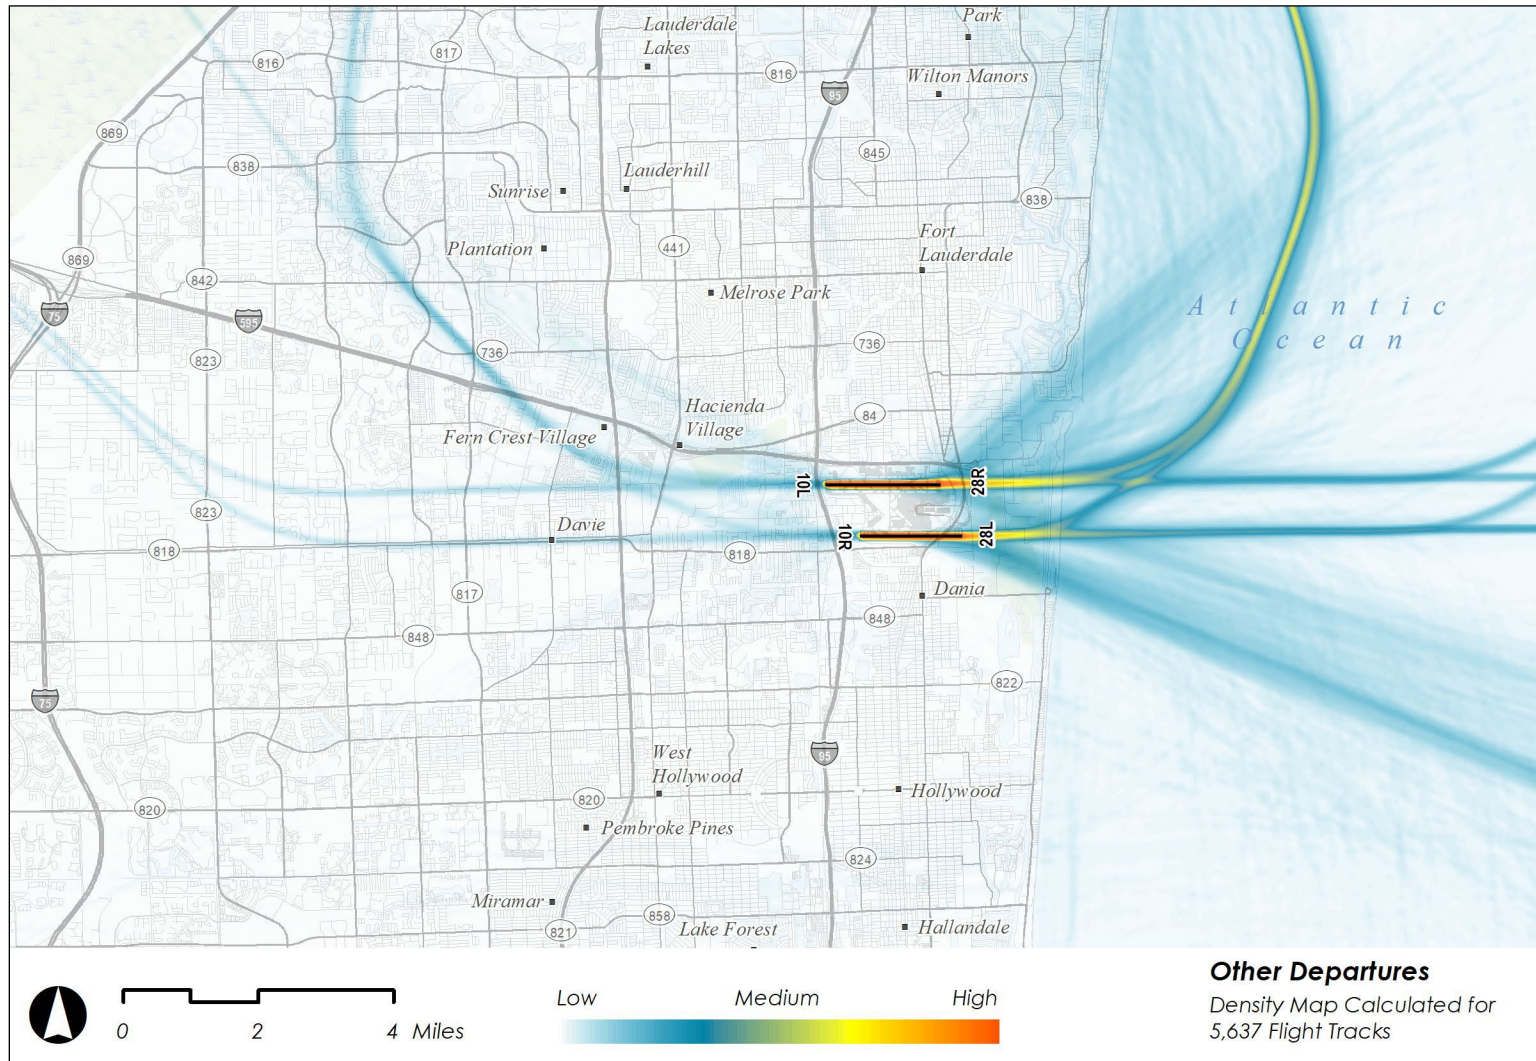 Park
Lauderdale
Lakes
816
817
816
95
Wilton Manors
869
838
845
Lauderhill
Sunrise
838
Plantation
441
Fort
Lauderdale
869
842
Melrose Park
Atlantic
Ocean
75
595
823
736
736
Hacienda
Village
84
Fern Crest Village
10L
28R
823
Davie
10R
28L
818
818
817
Dania
848
848
822
75
West
Hollywood
95
820
820
Hollywood
Pembroke Pines
824
Miramar
858
821
Lake Forest
Hallandale
0 2 4 Miles
Low Medium High
Other Departures
Density Map Calculated for
5,637 Flight Tracks